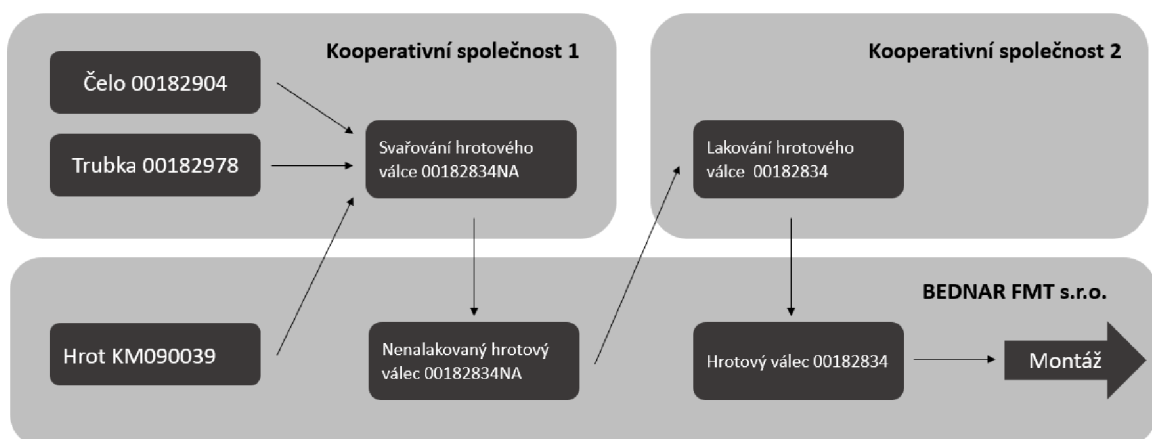 Kooperativní společnost 1
Čelo 00182904
Trubka 00182978
Svařování hrotového
válce 00182834NA
Kooperativní společnost 2
Lakování hrotového
válce 00182834
BEDNAR FMT s.r.o.
Hrot KM090039
Nenalakovaný hrotový
válec 00182834NA
Hrotový válec 00182834
Montáž